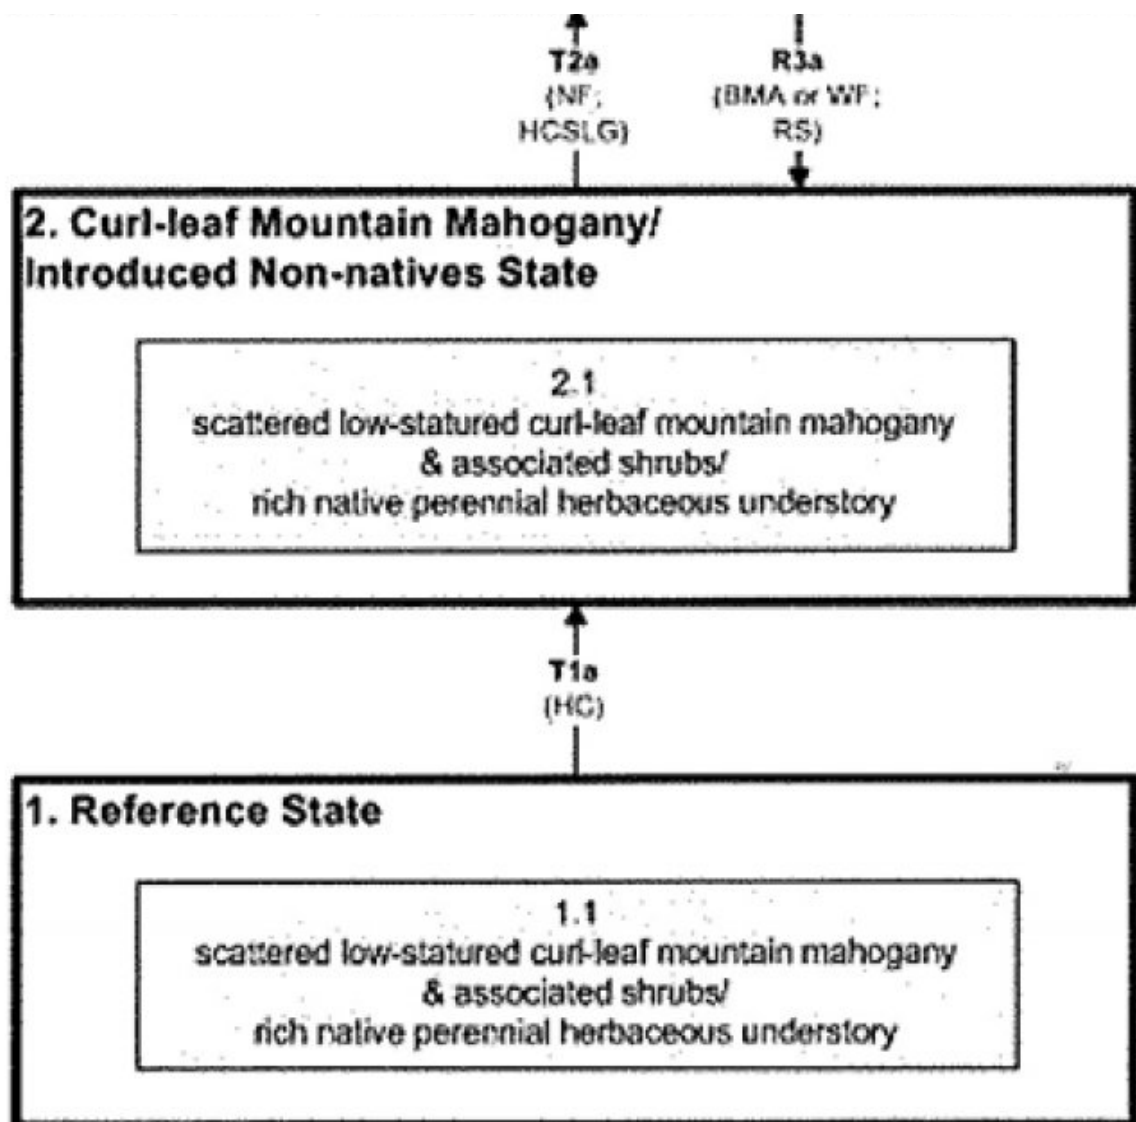 T2a
(NF;
HCSLG)
R3a
(BMA or WF;
RS)
2. Curl-leaf Mountain Mahogany/
Introduced Non-natives State
2.1
scattered low-statured curl-leaf mountain mahogany
& associated shrubs/
rich native perennial herbaceous understory
T1a
(HC)
1. Reference State
1.1
scattered low-statured curl-leaf mountain mahogany
& associated shrubs/
rich native perennial herbaceous understory